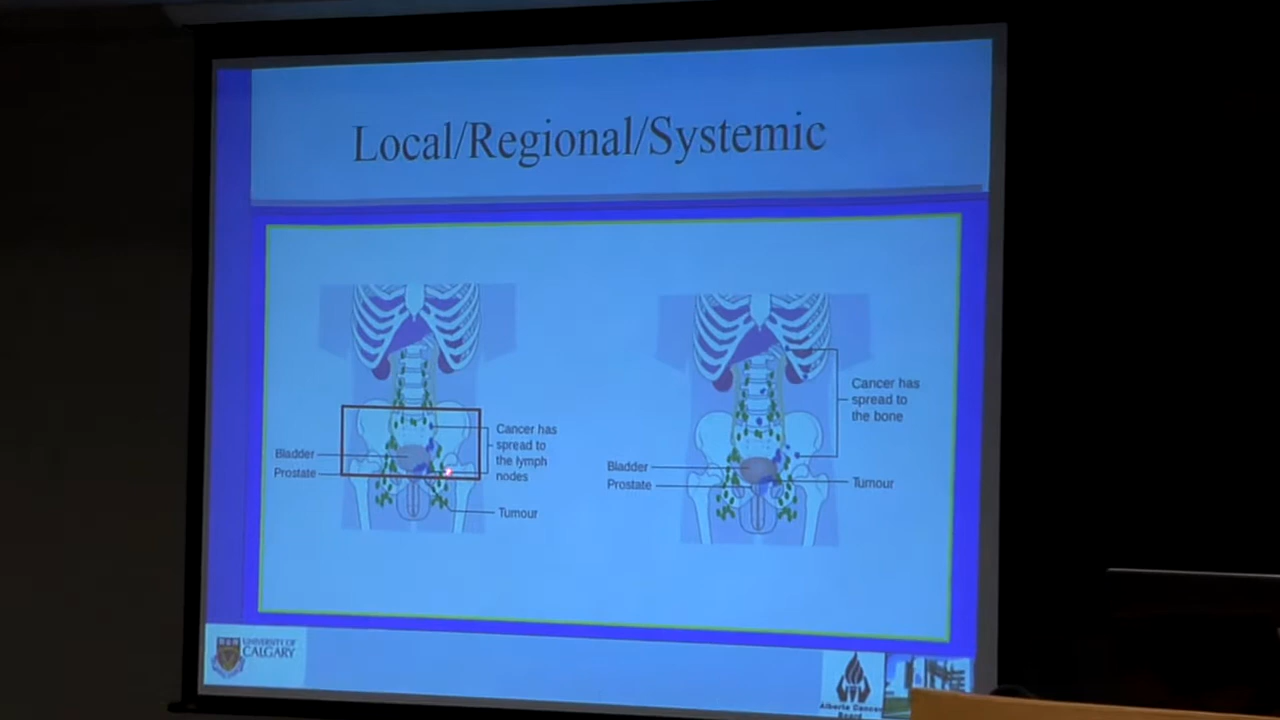 Local/Regional/Systemic
Bladder
Prostate
Cancer has
spread to
the lymph
nodes
Tumour
Bladder
Prostate
Cancer has
spread to
the bone
Tumour
UNIVERSITY OF
CALGARY
Alberta Cancer
Board